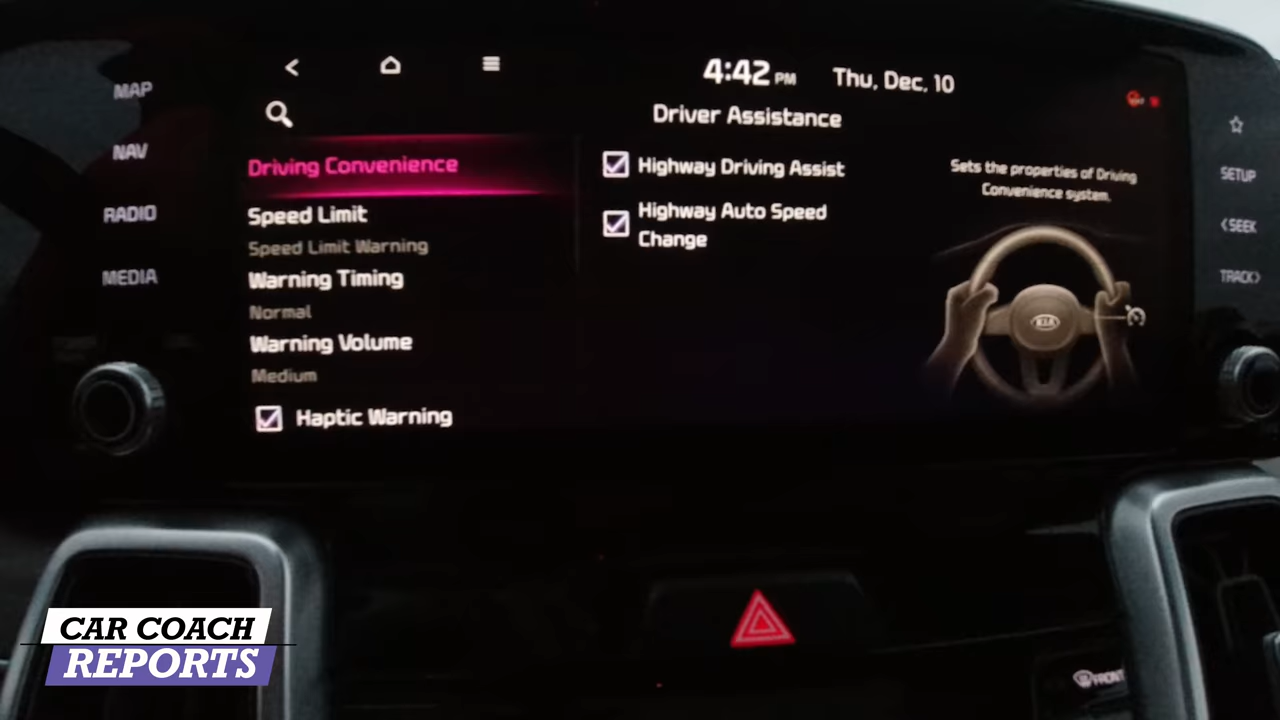 MAP
NAV
RADIO
MEDIA
4:42 PM Thu, Dec. 10
Driver Assistance
Driving Convenience
Speed Limit
Speed Limit Warning
Warning Timing
Normal
Warning Volume
Medium
Haptic Warning
Highway Driving Assist
Highway Auto Speed
Change
Sets the properties of Driving
Convenience system.
KIA
SETUP
<SEEK
TRACK>
FRONT
CAR COACH
REPORTS